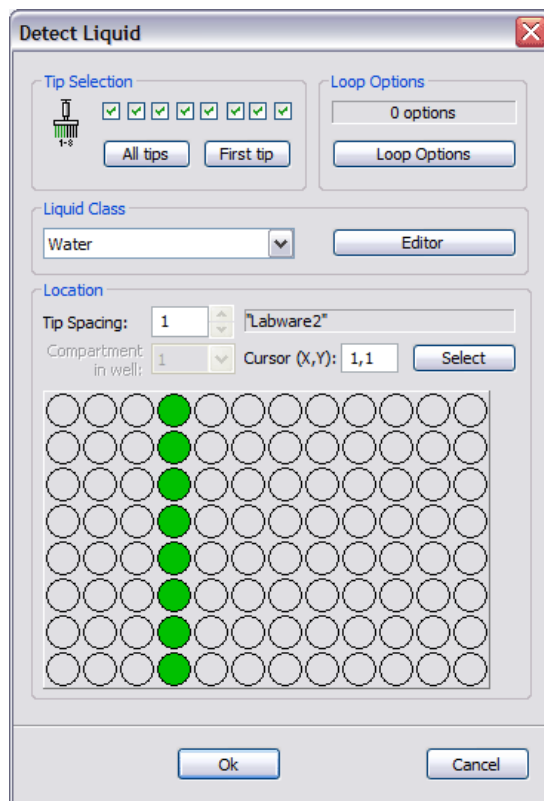 Detect Liquid
Tip Selection
1-8
All tips
First tip
Loop Options
0 options
Loop Options
Liquid Class
Water
Editor
Location
Tip Spacing:
1
"Labware2"
Compartment
in well:
1
Cursor (X,Y):
1,1
Select
Ok
Cancel